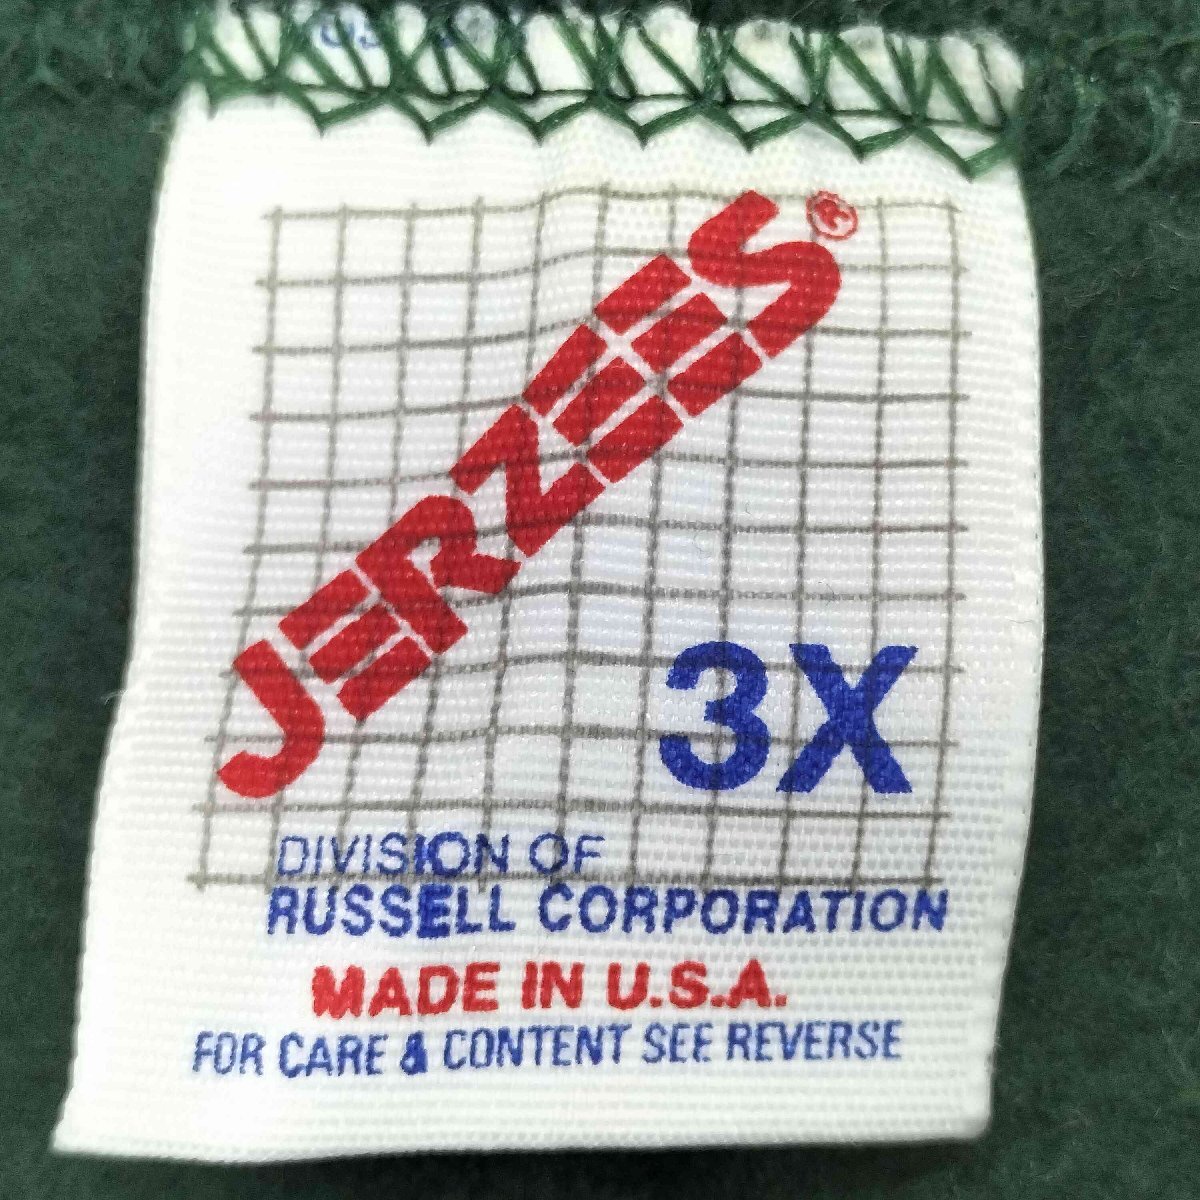 JERZEES®
3X
DIVISION OF
RUSSELL CORPORATION
MADE IN U.S.A.
FOR CARE & CONTENT SEE REVERSE